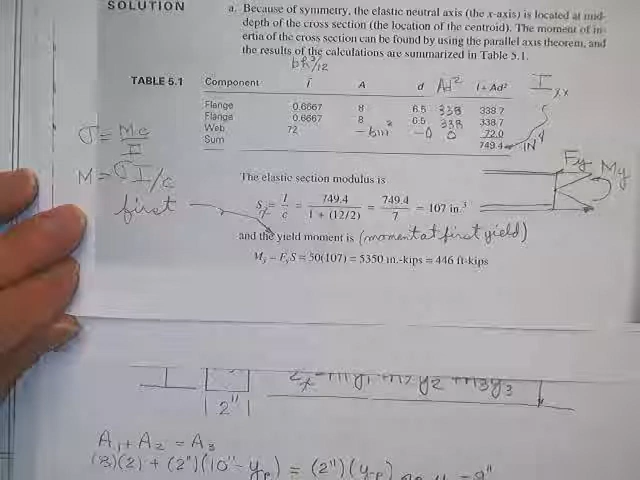 SOLUTION
a. Because of symmetry, the elastic neutral axis (the x-axis) is located at mid-
depth of the cross section (the location of the centroid). The moment of in-
ertia of the cross section can be found by using the parallel axis theorem, and
the results of the calculations are summarized in Table 5.1.
bh³/12
TABLE 5.1 Component Ī A d Ad² I + Ad² Ixx
Flange 0.6667 8 6.5 338 338.7
Flange 0.6667 8 6.5 338 338.7
Web 72 — — 0 72.0
Sum 749.4 IN⁴
σ = Mc/I
M = σI/c
first
Fy My
The elastic section modulus is
S = I/c = 749.4/(1 + (12/2)) = 749.4/7 = 107 in.³
and the yield moment is (moment at first yield)
My = FyS = 50(107) = 5350 in.-kips = 446 ft-kips
2"
A₁ + A₂ = A₃
(8)(2) + (2")(10" - yp) = (2")(yp)